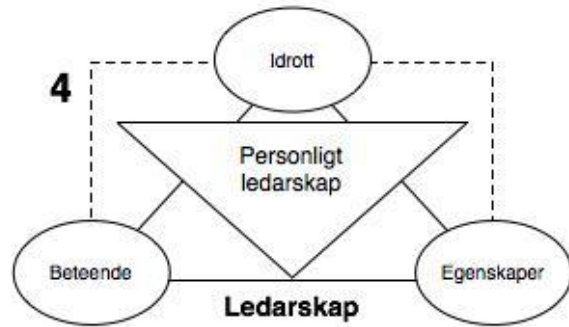 Idrott
4
Personligt
ledarskap
Beteende
Egenskaper
Ledarskap